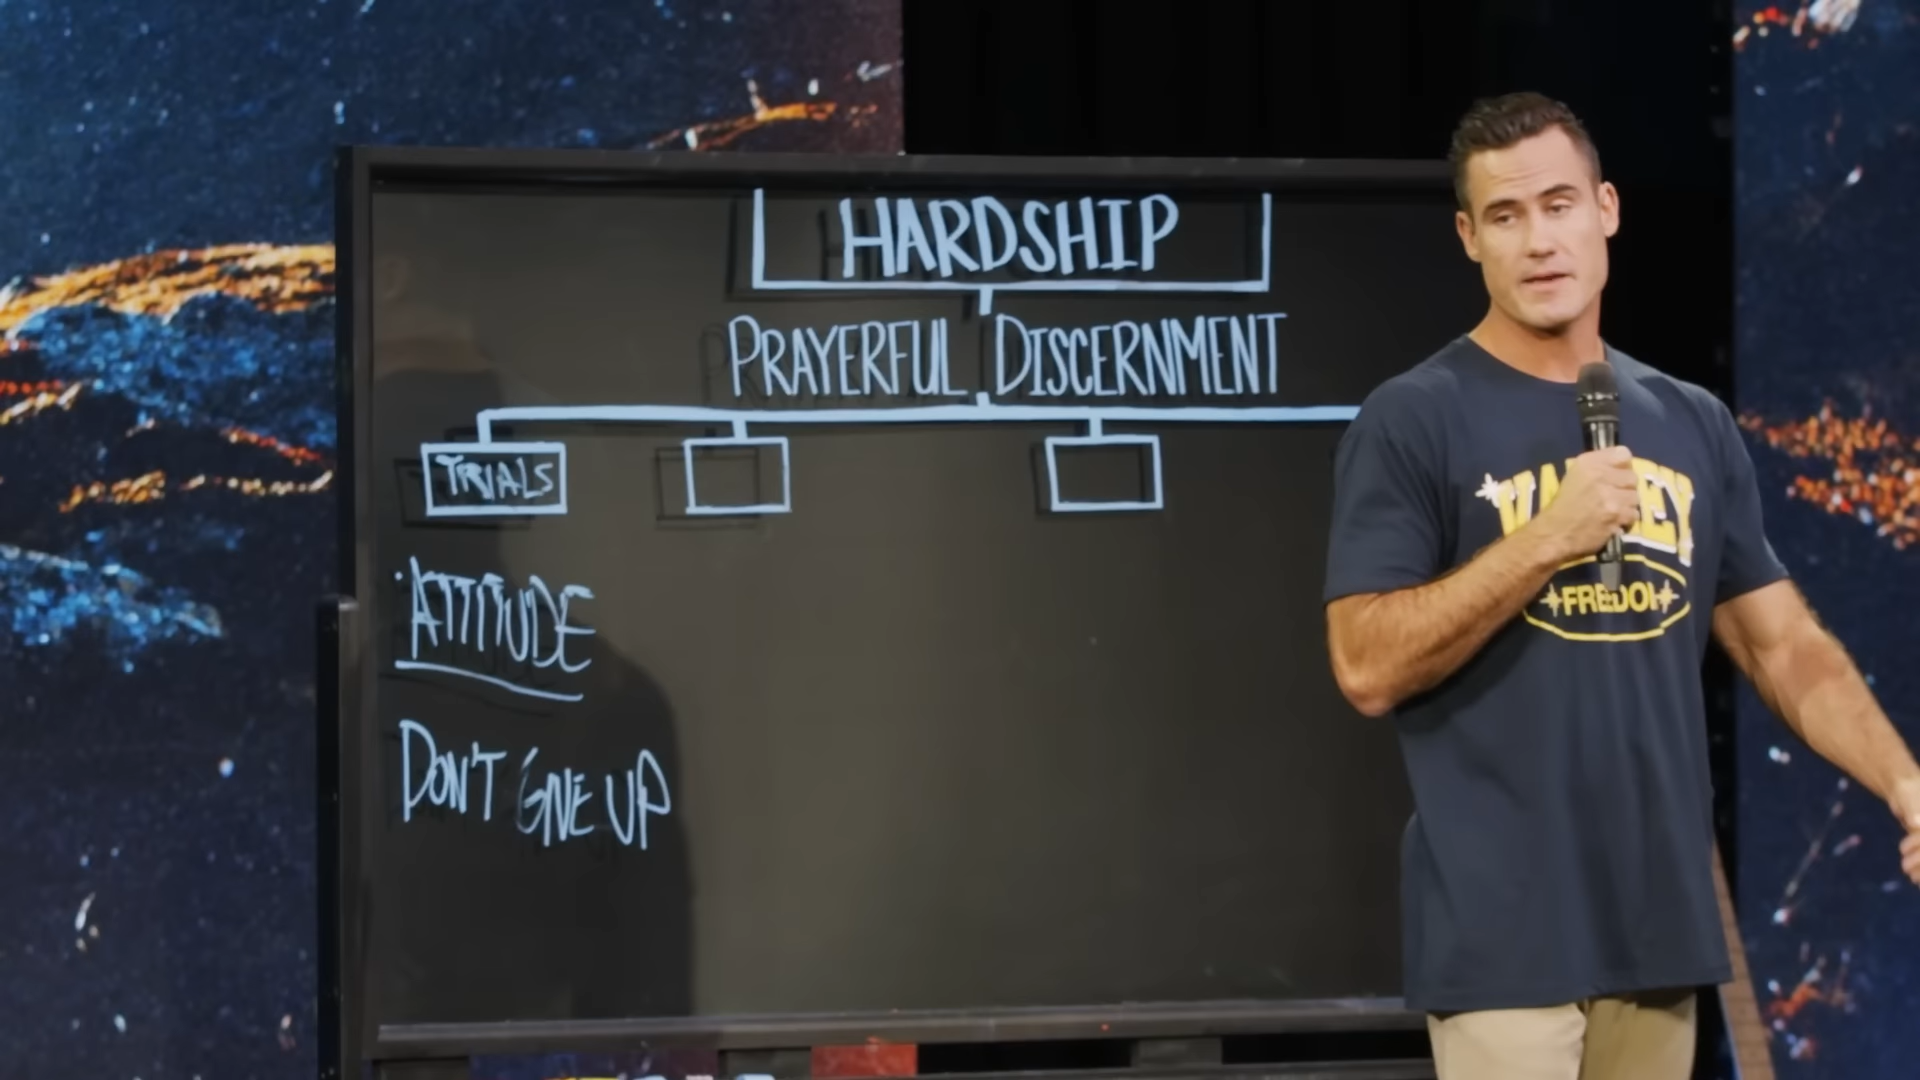 HARDSHIP
PRAYERFUL DISCERNMENT
TRIALS
ATTITUDE
DON'T GIVE UP